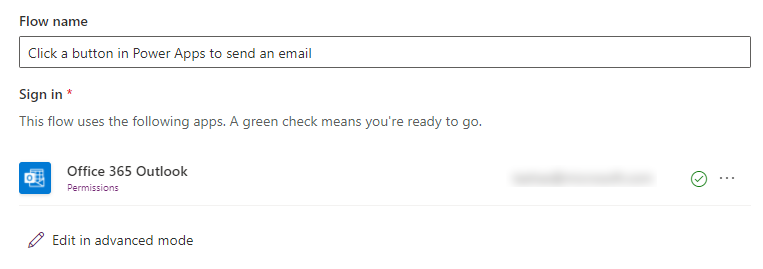 Flow name
Click a button in Power Apps to send an email
Sign in *
This flow uses the following apps. A green check means you're ready to go.
Office 365 Outlook
Permissions
Edit in advanced mode